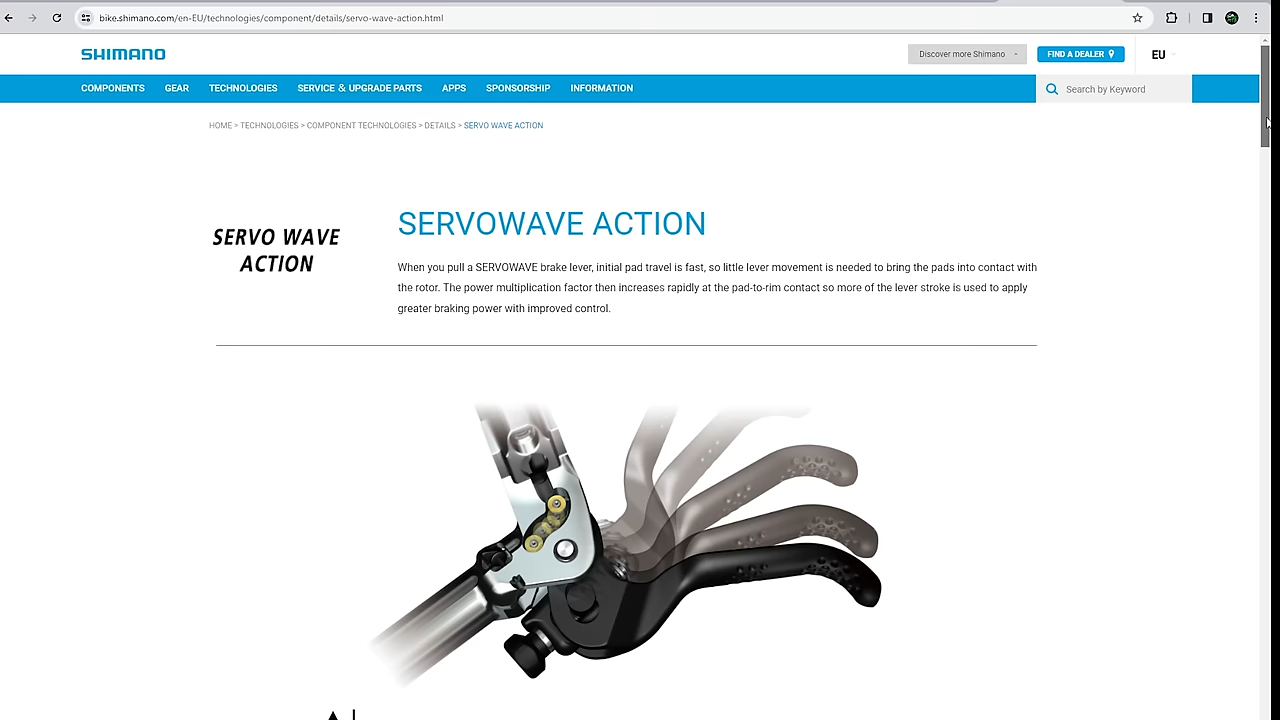 bike.shimano.com/en-EU/technologies/component/details/servo-wave-action.html
SHIMANO
Discover more Shimano
FIND A DEALER
EU
COMPONENTS GEAR TECHNOLOGIES SERVICE & UPGRADE PARTS APPS SPONSORSHIP INFORMATION
Search by Keyword
HOME > TECHNOLOGIES > COMPONENT TECHNOLOGIES > DETAILS > SERVO WAVE ACTION
SERVO WAVE
ACTION
SERVOWAVE ACTION
When you pull a SERVOWAVE brake lever, initial pad travel is fast, so little lever movement is needed to bring the pads into contact with
the rotor. The power multiplication factor then increases rapidly at the pad-to-rim contact so more of the lever stroke is used to apply
greater braking power with improved control.